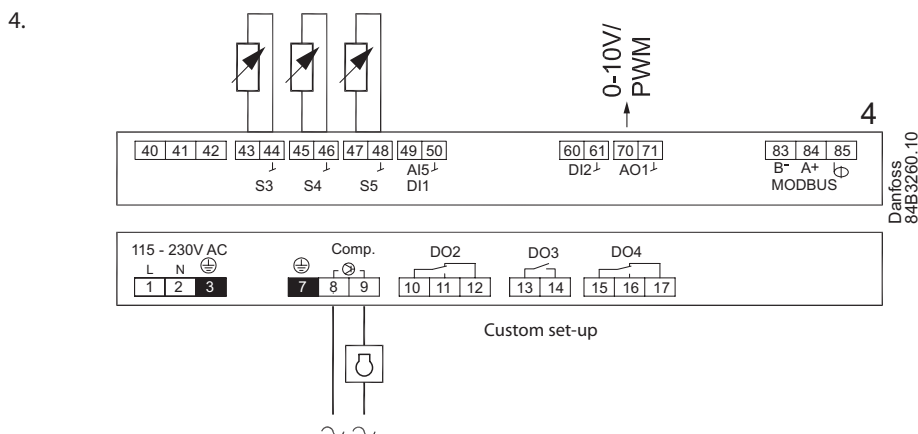 4.
0-10V/
PWM
4
40 41 42 43 44 45 46 47 48 49 50 60 61 70 71 83 84 85
AI5 DI2 AO1 B- A+
S3 S4 S5 DI1 MODBUS
Danfoss
84B3260.10
115 - 230V AC Comp. DO2 DO3 DO4
L N
1 2 3 7 8 9 10 11 12 13 14 15 16 17
Custom set-up